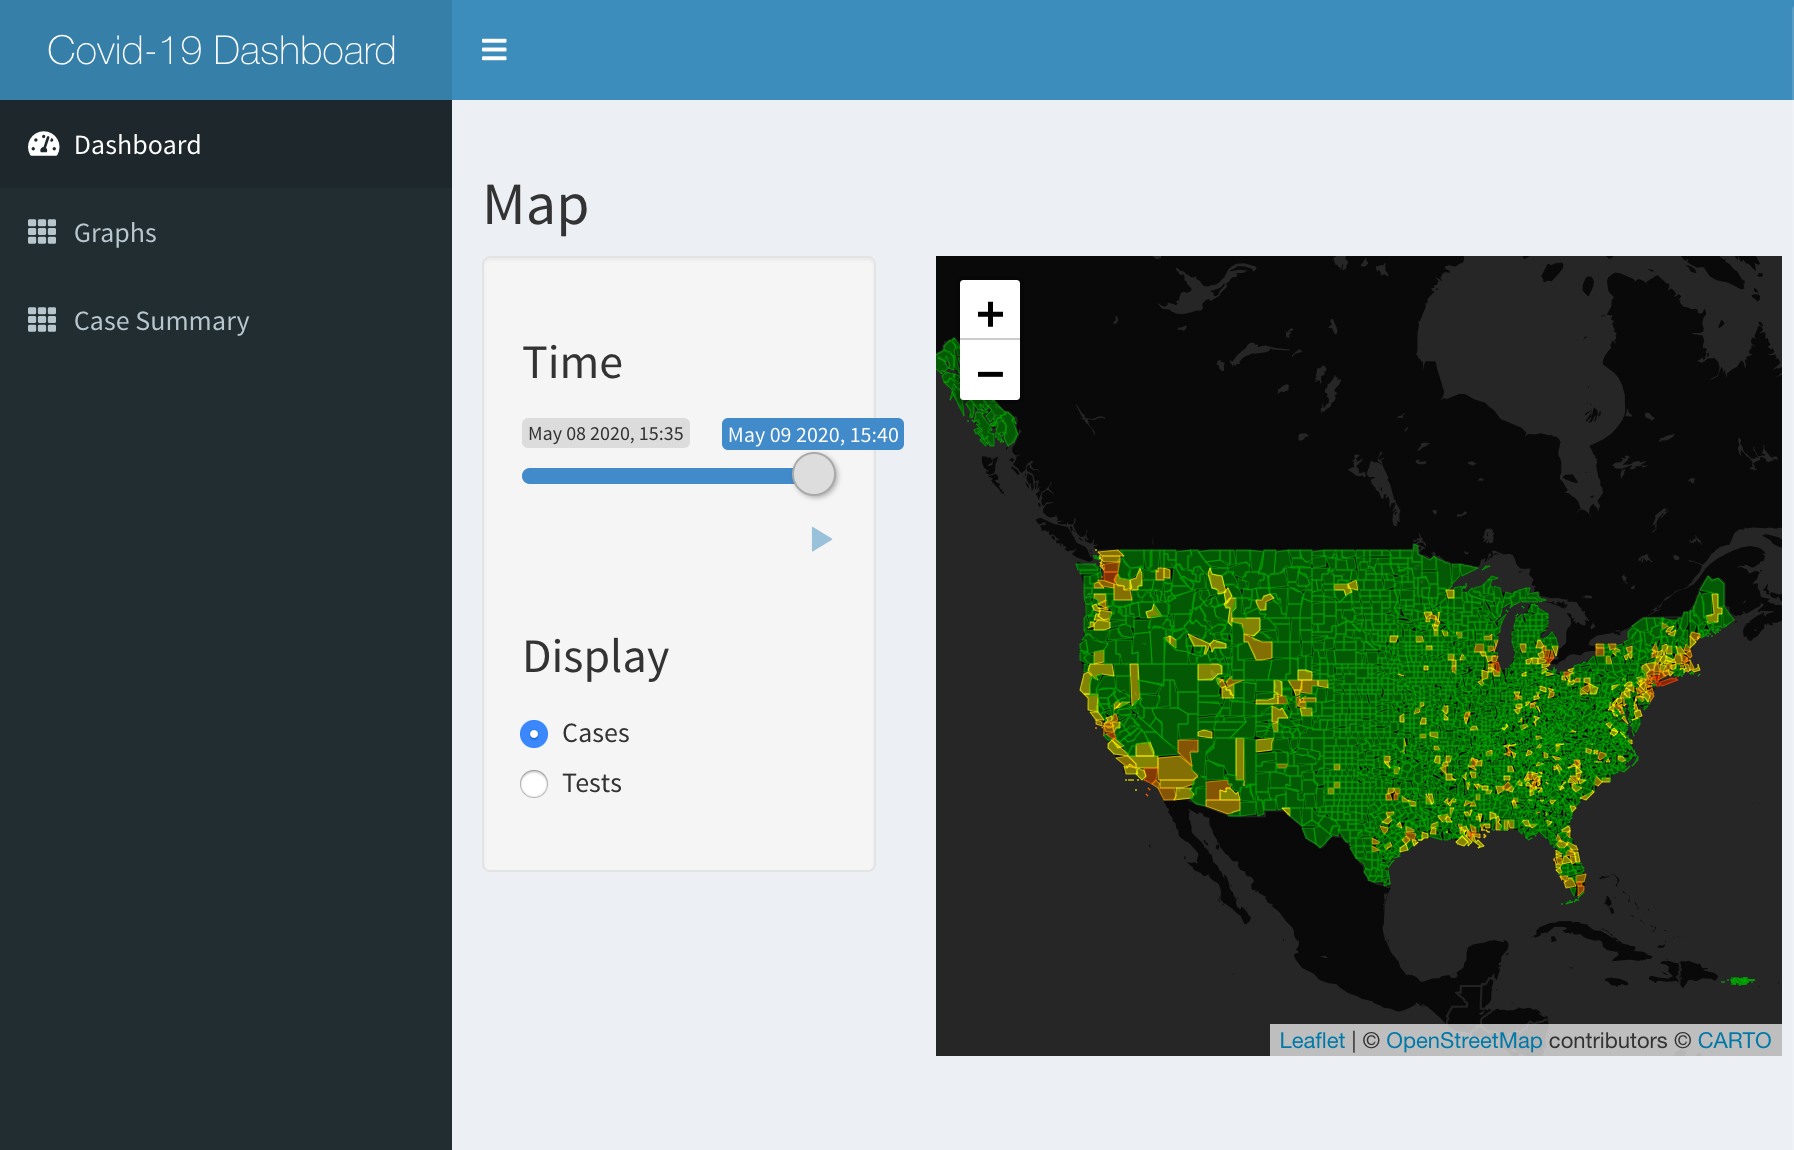 Covid-19 Dashboard
Dashboard
Graphs
Case Summary
Map
Time
May 08 2020, 15:35
May 09 2020, 15:40
Display
Cases
Tests
+
−
Leaflet | © OpenStreetMap contributors © CARTO